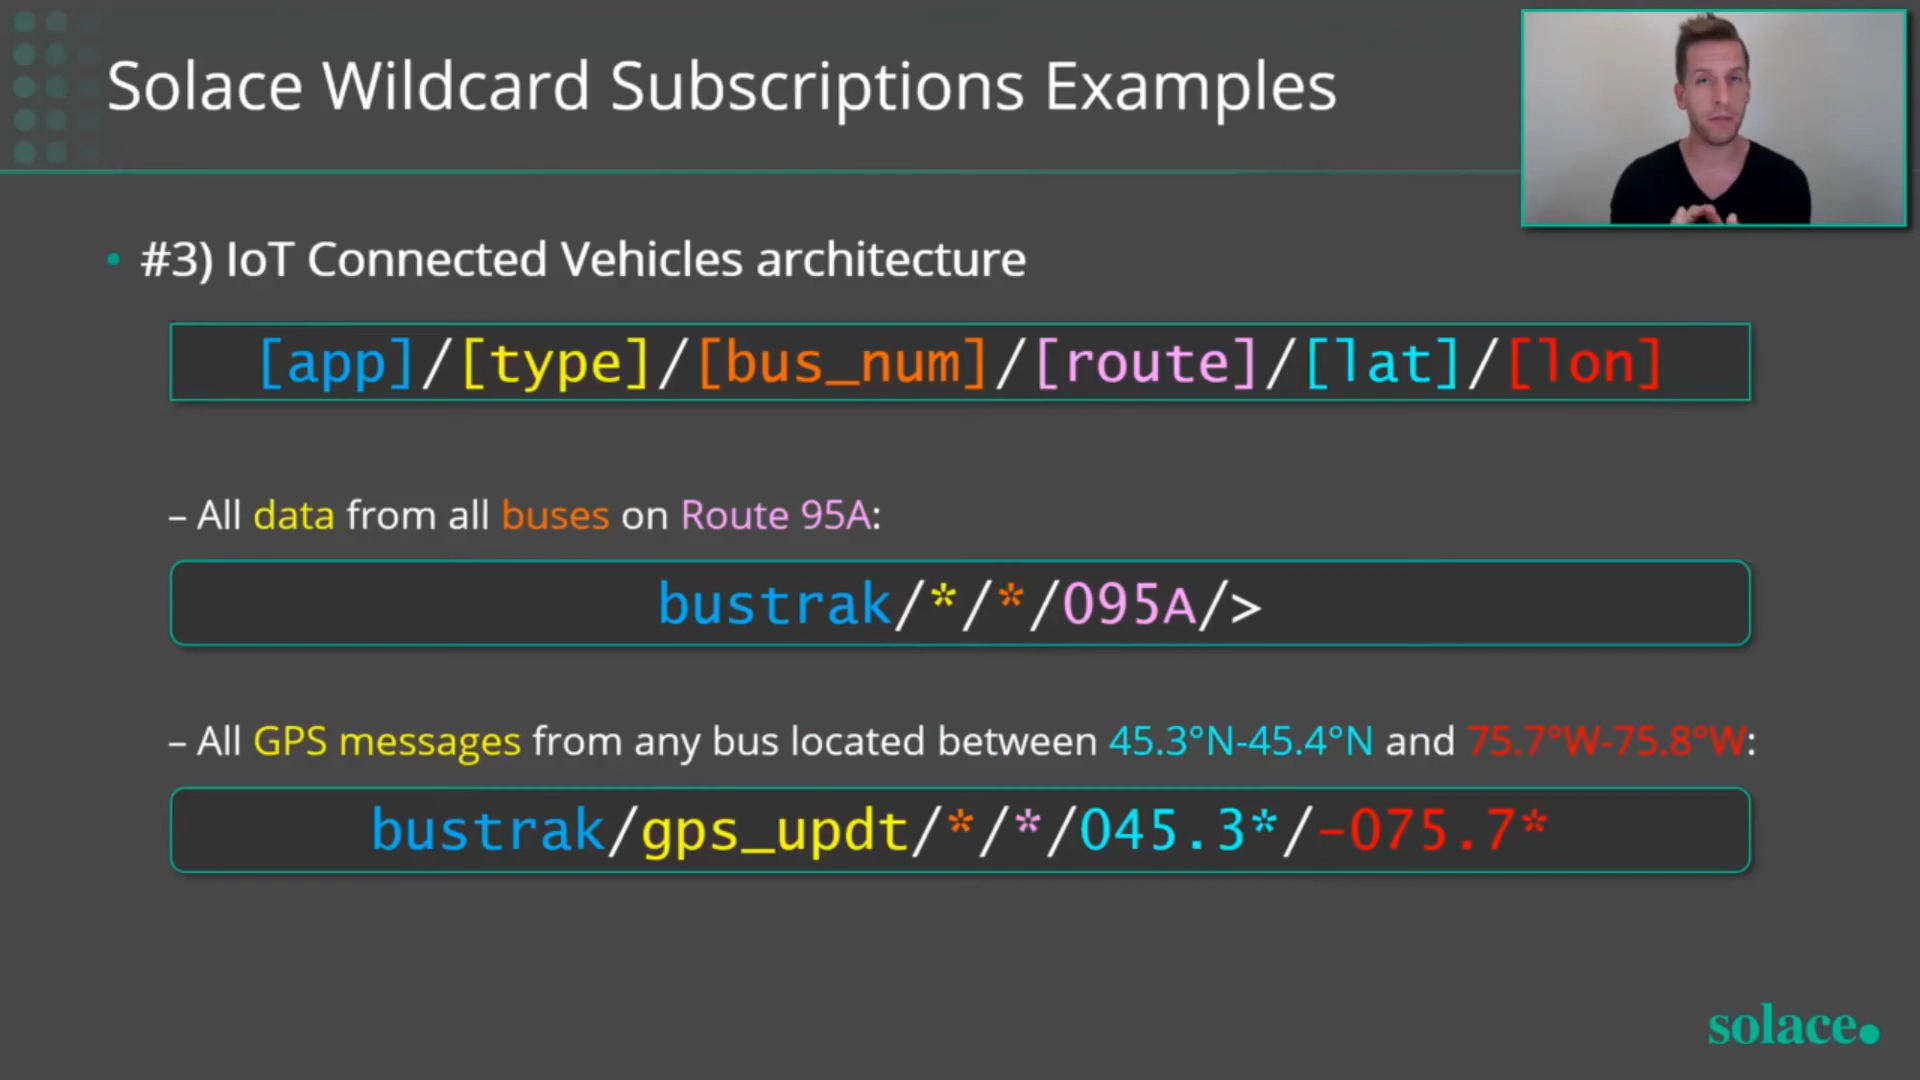 Solace Wildcard Subscriptions Examples
• #3) IoT Connected Vehicles architecture
[app]/[type]/[bus_num]/[route]/[lat]/[lon]
– All data from all buses on Route 95A:
bustrak/*/*/095A/>
– All GPS messages from any bus located between 45.3°N-45.4°N and 75.7°W-75.8°W:
bustrak/gps_updt/*/*/045.3*/-075.7*
solace.